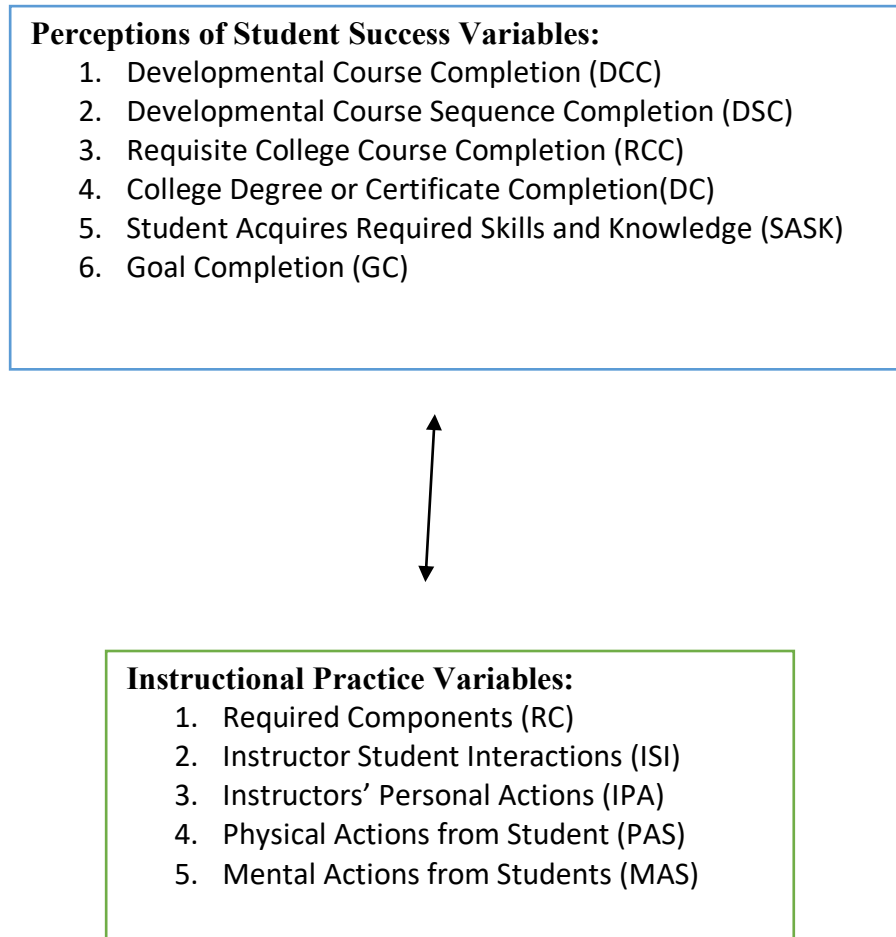 Perceptions of Student Success Variables:
1. Developmental Course Completion (DCC)
2. Developmental Course Sequence Completion (DSC)
3. Requisite College Course Completion (RCC)
4. College Degree or Certificate Completion(DC)
5. Student Acquires Required Skills and Knowledge (SASK)
6. Goal Completion (GC)
Instructional Practice Variables:
1. Required Components (RC)
2. Instructor Student Interactions (ISI)
3. Instructors’ Personal Actions (IPA)
4. Physical Actions from Student (PAS)
5. Mental Actions from Students (MAS)